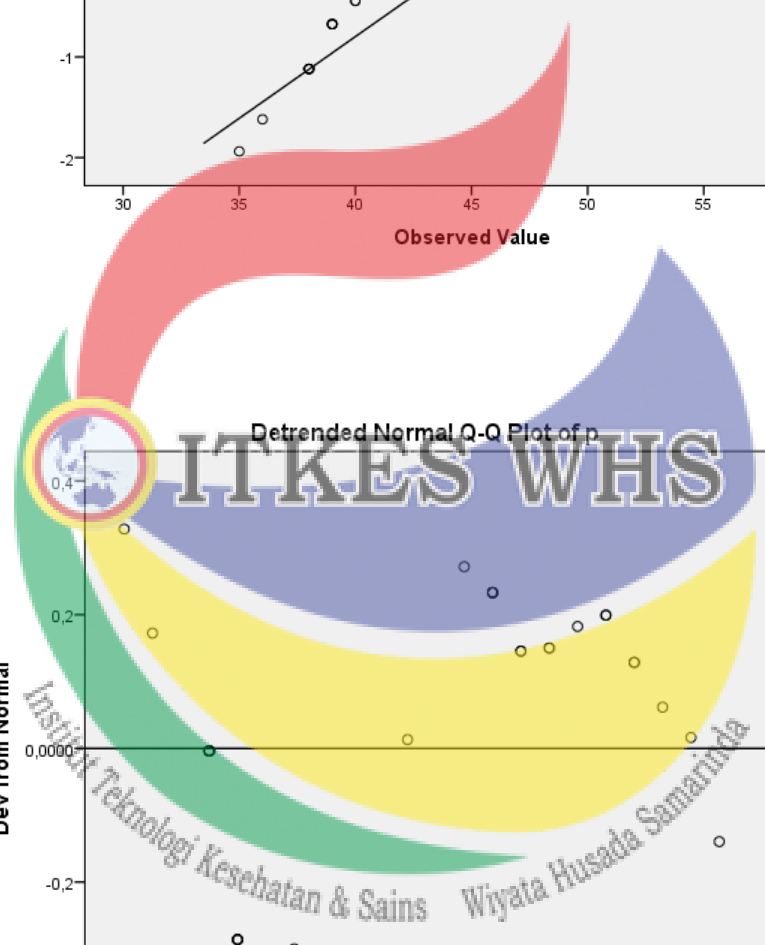 -1
-2
30 35 40 45 50 55
Observed Value
Detrended Normal Q-Q Plot of p
ITKES WHS
0,4
0,2
0,0000
-0,2
Dev from Normal
Institut Teknologi Kesehatan & Sains Wiyata Husada Samarinda